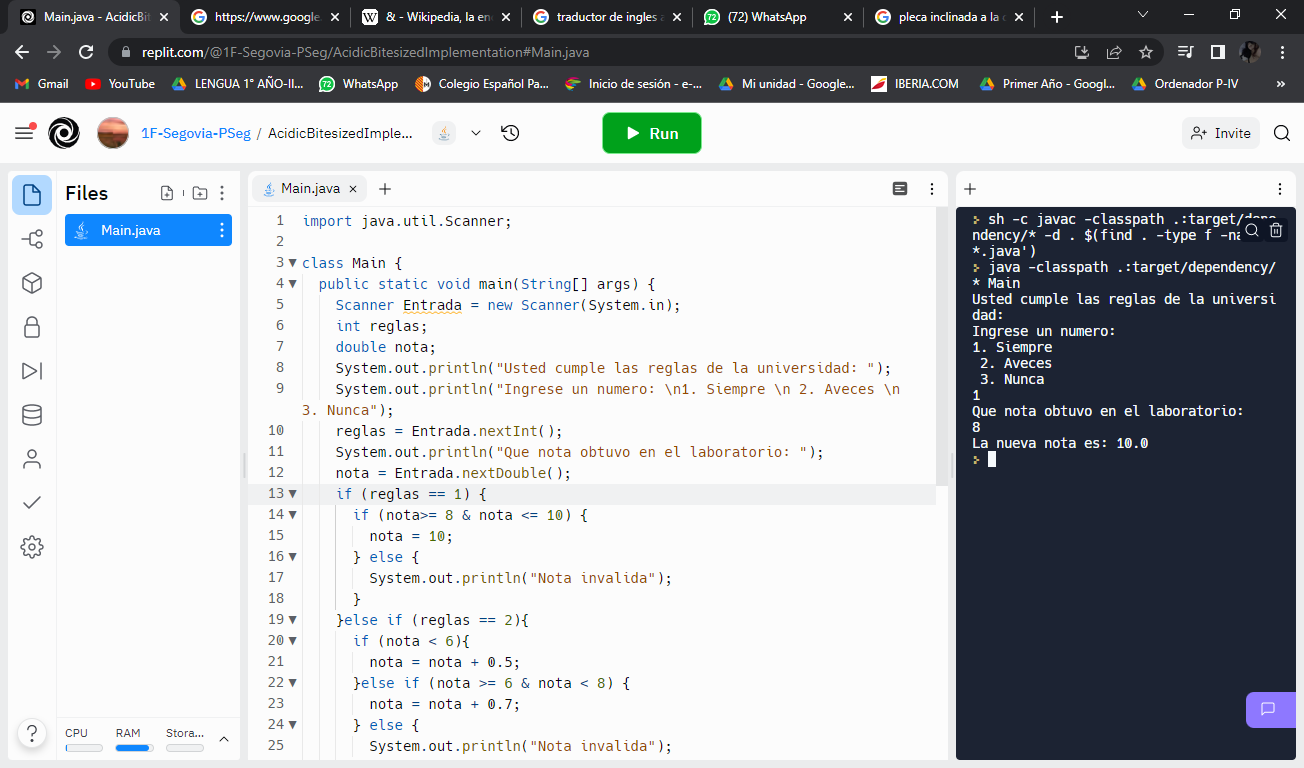 Main.java - AcidicBit
https://www.google.
& - Wikipedia, la en
traductor de ingles a
(72) WhatsApp
pleca inclinada a la
replit.com/@1F-Segovia-PSeg/AcidicBitesizedImplementation#Main.java
Gmail
YouTube
LENGUA 1° AÑO-II...
72
WhatsApp
Colegio Español Pa...
Inicio de sesión - e-...
Mi unidad - Google...
IBERIA.COM
Primer Año - Googl...
Ordenador P-IV
»
1F-Segovia-PSeg / AcidicBitesizedImple...
Run
Invite
Files
Main.java
Main.java
1 import java.util.Scanner;
2
3 class Main {
4 public static void main(String[] args) {
5 Scanner Entrada = new Scanner(System.in);
6 int reglas;
7 double nota;
8 System.out.println("Usted cumple las reglas de la universidad: ");
9 System.out.println("Ingrese un numero: \n1. Siempre \n 2. Aveces \n
3. Nunca");
10 reglas = Entrada.nextInt();
11 System.out.println("Que nota obtuvo en el laboratorio: ");
12 nota = Entrada.nextDouble();
13 if (reglas == 1) {
14 if (nota>= 8 & nota <= 10) {
15 nota = 10;
16 } else {
17 System.out.println("Nota invalida");
18 }
19 }else if (reglas == 2){
20 if (nota < 6){
21 nota = nota + 0.5;
22 }else if (nota >= 6 & nota < 8) {
23 nota = nota + 0.7;
24 } else {
25 System.out.println("Nota invalida");
sh -c javac -classpath .:target/depe
ndency/* -d . $(find . -type f -na
*.java')
java -classpath .:target/dependency/
* Main
Usted cumple las reglas de la universi
dad:
Ingrese un numero:
1. Siempre
2. Aveces
3. Nunca
1
Que nota obtuvo en el laboratorio:
8
La nueva nota es: 10.0
?
CPU
RAM
Stora...